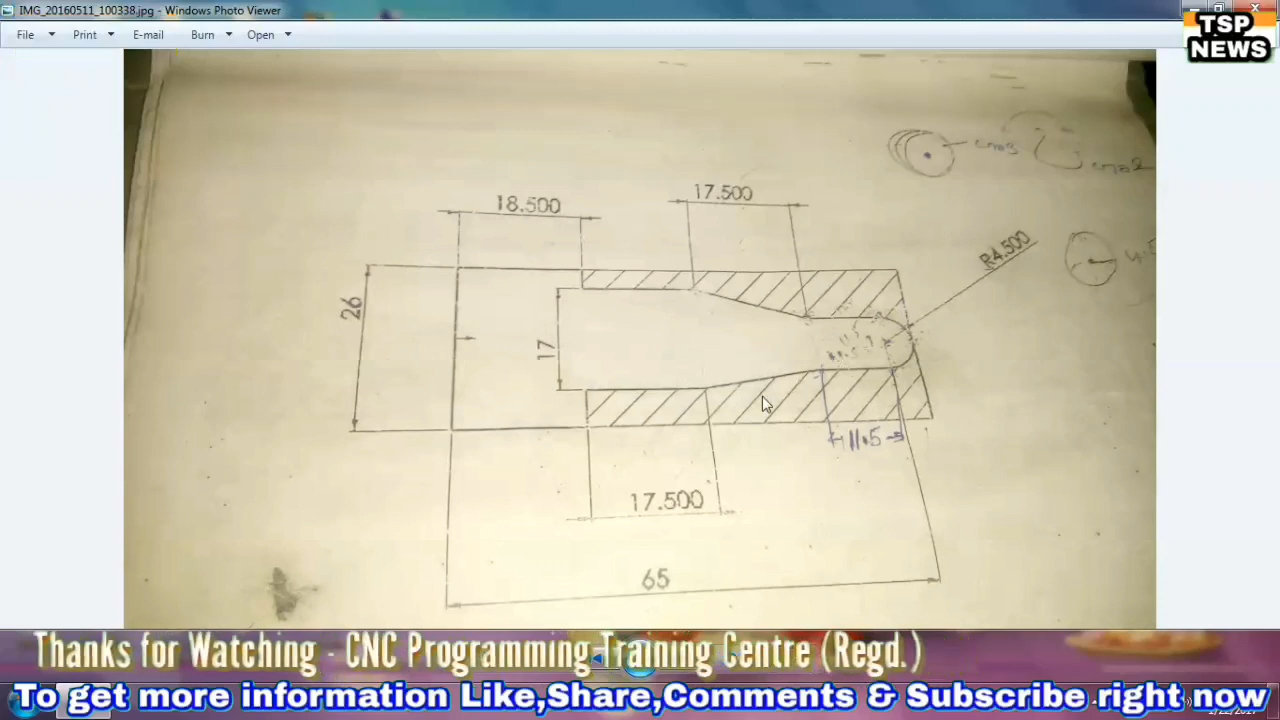 IMG_20160511_100338.jpg - Windows Photo Viewer
File Print E-mail Burn Open
TSP
NEWS
17.500
18.500
R4.500
26
17
11.5
17.500
65
Thanks for Watching - CNC Programming Training Centre (Regd.)
To get more information Like,Share,Comments & Subscribe right now